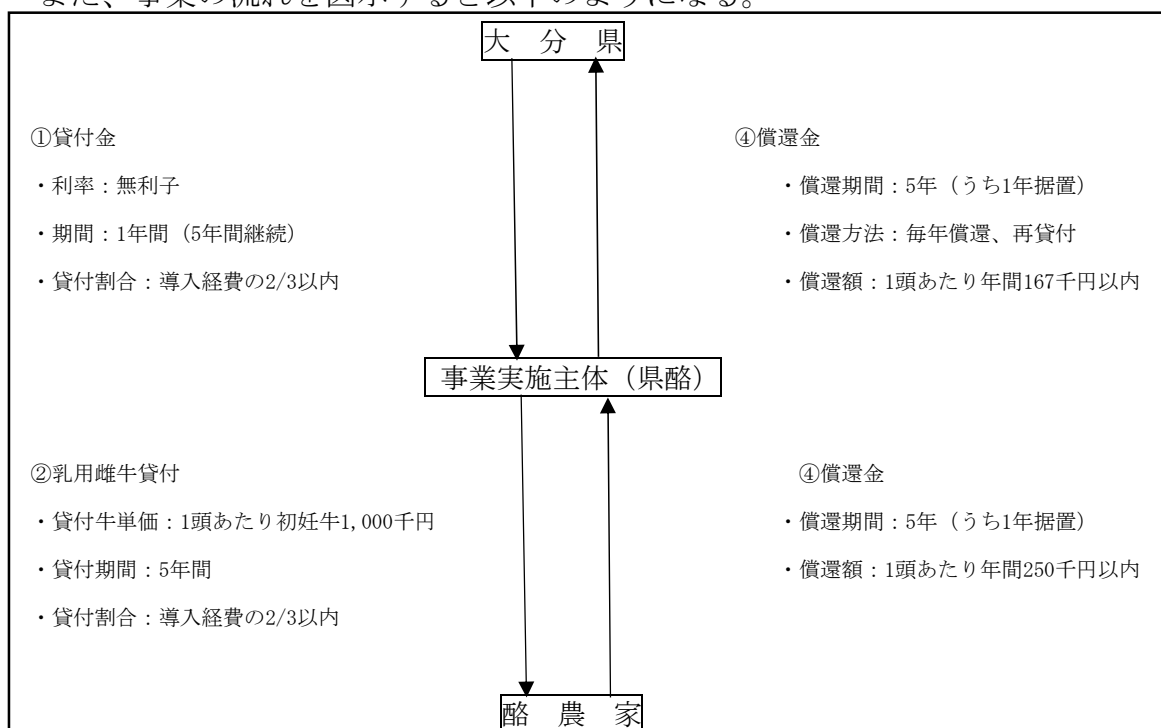 また、事業の流れを図示すると以下のようになる。
大　分　県
①貸付金
・利率：無利子
・期間：1年間（5年間継続）
・貸付割合：導入経費の2/3以内
④償還金
・償還期間：5年（うち1年据置）
・償還方法：毎年償還、再貸付
・償還額：1頭あたり年間167千円以内
事業実施主体（県酪）
②乳用雌牛貸付
・貸付牛単価：1頭あたり初妊牛1,000千円
・貸付期間：5年間
・貸付割合：導入経費の2/3以内
④償還金
・償還期間：5年（うち1年据置）
・償還額：1頭あたり年間250千円以内
酪　農　家